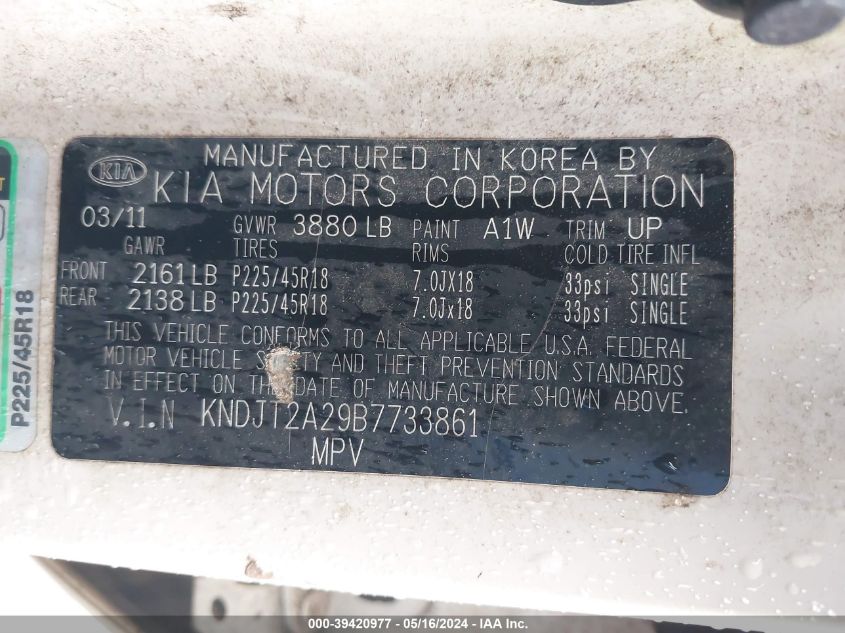 KIA
MANUFACTURED IN KOREA BY
KIA MOTORS CORPORATION
03/11 GVWR 3880 LB PAINT A1W TRIM UP
GAWR TIRES RIMS COLD TIRE INFL
FRONT 2161 LB P225/45R18 7.0JX18 33psi SINGLE
REAR 2138 LB P225/45R18 7.0Jx18 33psi SINGLE
THIS VEHICLE CONFORMS TO ALL APPLICABLE U.S.A. FEDERAL
MOTOR VEHICLE SAFETY AND THEFT PREVENTION STANDARDS
IN EFFECT ON THE DATE OF MANUFACTURE SHOWN ABOVE.
V.I.N KNDJT2A29B7733861
MPV
P225/45R18
000-39420977 - 05/16/2024 - IAA, Inc.